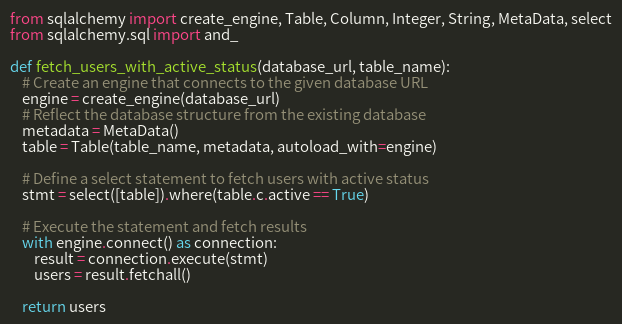 from sqlalchemy import create_engine, Table, Column, Integer, String, MetaData, select
from sqlalchemy.sql import and_

def fetch_users_with_active_status(database_url, table_name):
    # Create an engine that connects to the given database URL
    engine = create_engine(database_url)
    # Reflect the database structure from the existing database
    metadata = MetaData()
    table = Table(table_name, metadata, autoload_with=engine)

    # Define a select statement to fetch users with active status
    stmt = select([table]).where(table.c.active == True)

    # Execute the statement and fetch results
    with engine.connect() as connection:
        result = connection.execute(stmt)
        users = result.fetchall()

    return users